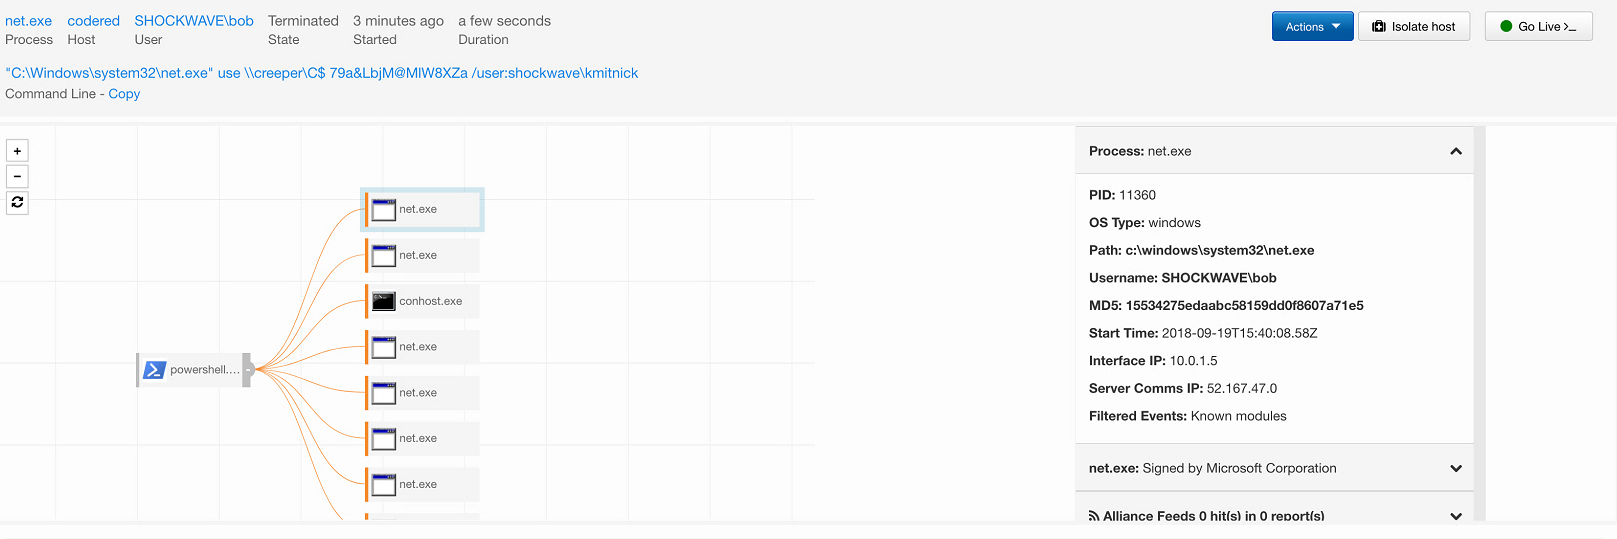 net.exe codered SHOCKWAVE\bob Terminated 3 minutes ago a few seconds
Process Host User State Started Duration
Actions Isolate host Go Live >_
"C:\Windows\system32\net.exe" use \\creeper\C$ 79a&LbjM@MIW8XZa /user:shockwave\kmitnick
Command Line - Copy
+
−
net.exe
net.exe
conhost.exe
net.exe
powershell....
net.exe
net.exe
net.exe
Process: net.exe
PID: 11360
OS Type: windows
Path: c:\windows\system32\net.exe
Username: SHOCKWAVE\bob
MD5: 15534275edaabc58159dd0f8607a71e5
Start Time: 2018-09-19T15:40:08.58Z
Interface IP: 10.0.1.5
Server Comms IP: 52.167.47.0
Filtered Events: Known modules
net.exe: Signed by Microsoft Corporation
Alliance Feeds 0 hit(s) in 0 report(s)